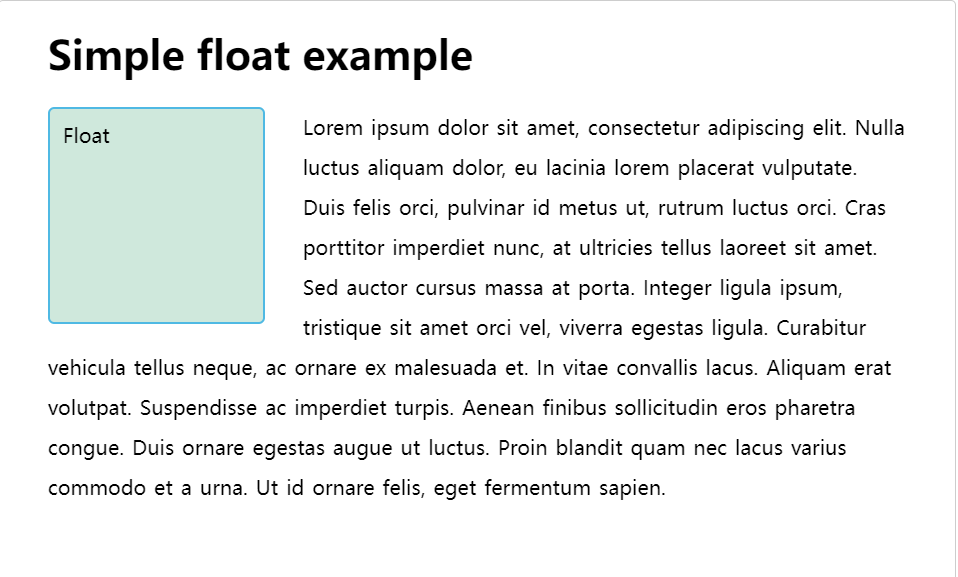 Simple float example
Float
Lorem ipsum dolor sit amet, consectetur adipiscing elit. Nulla
luctus aliquam dolor, eu lacinia lorem placerat vulputate.
Duis felis orci, pulvinar id metus ut, rutrum luctus orci. Cras
porttitor imperdiet nunc, at ultricies tellus laoreet sit amet.
Sed auctor cursus massa at porta. Integer ligula ipsum,
tristique sit amet orci vel, viverra egestas ligula. Curabitur
vehicula tellus neque, ac ornare ex malesuada et. In vitae convallis lacus. Aliquam erat
volutpat. Suspendisse ac imperdiet turpis. Aenean finibus sollicitudin eros pharetra
congue. Duis ornare egestas augue ut luctus. Proin blandit quam nec lacus varius
commodo et a urna. Ut id ornare felis, eget fermentum sapien.